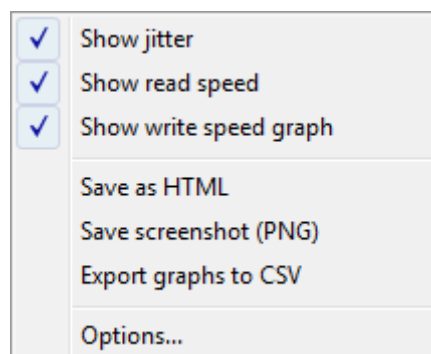 Show jitter
Show read speed
Show write speed graph
Save as HTML
Save screenshot (PNG)
Export graphs to CSV
Options...